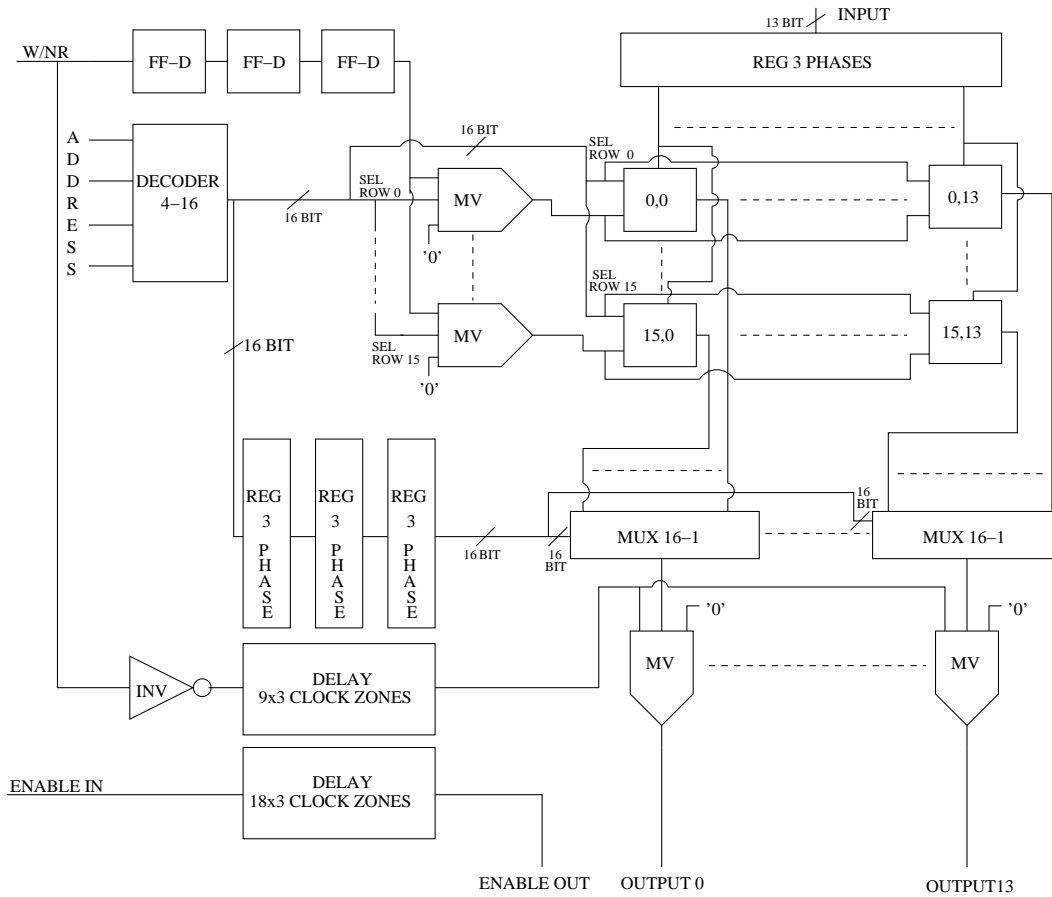 13 BIT
INPUT
W/NR
FF–D
FF–D
FF–D
REG 3 PHASES
A
D
D
R
E
S
S
DECODER
4–16
16 BIT
16 BIT
SEL
ROW 0
MV
'0'
SEL
ROW 0
0,0
0,13
SEL
ROW 15
MV
'0'
SEL
ROW 15
15,0
15,13
16 BIT
REG
3
PHASE
REG
3
PHASE
REG
3
PHASE
16 BIT
16
BIT
MUX 16–1
16
BIT
MUX 16–1
'0'
MV
'0'
MV
INV
DELAY
9x3 CLOCK ZONES
ENABLE IN
DELAY
18x3 CLOCK ZONES
ENABLE OUT
OUTPUT 0
OUTPUT13